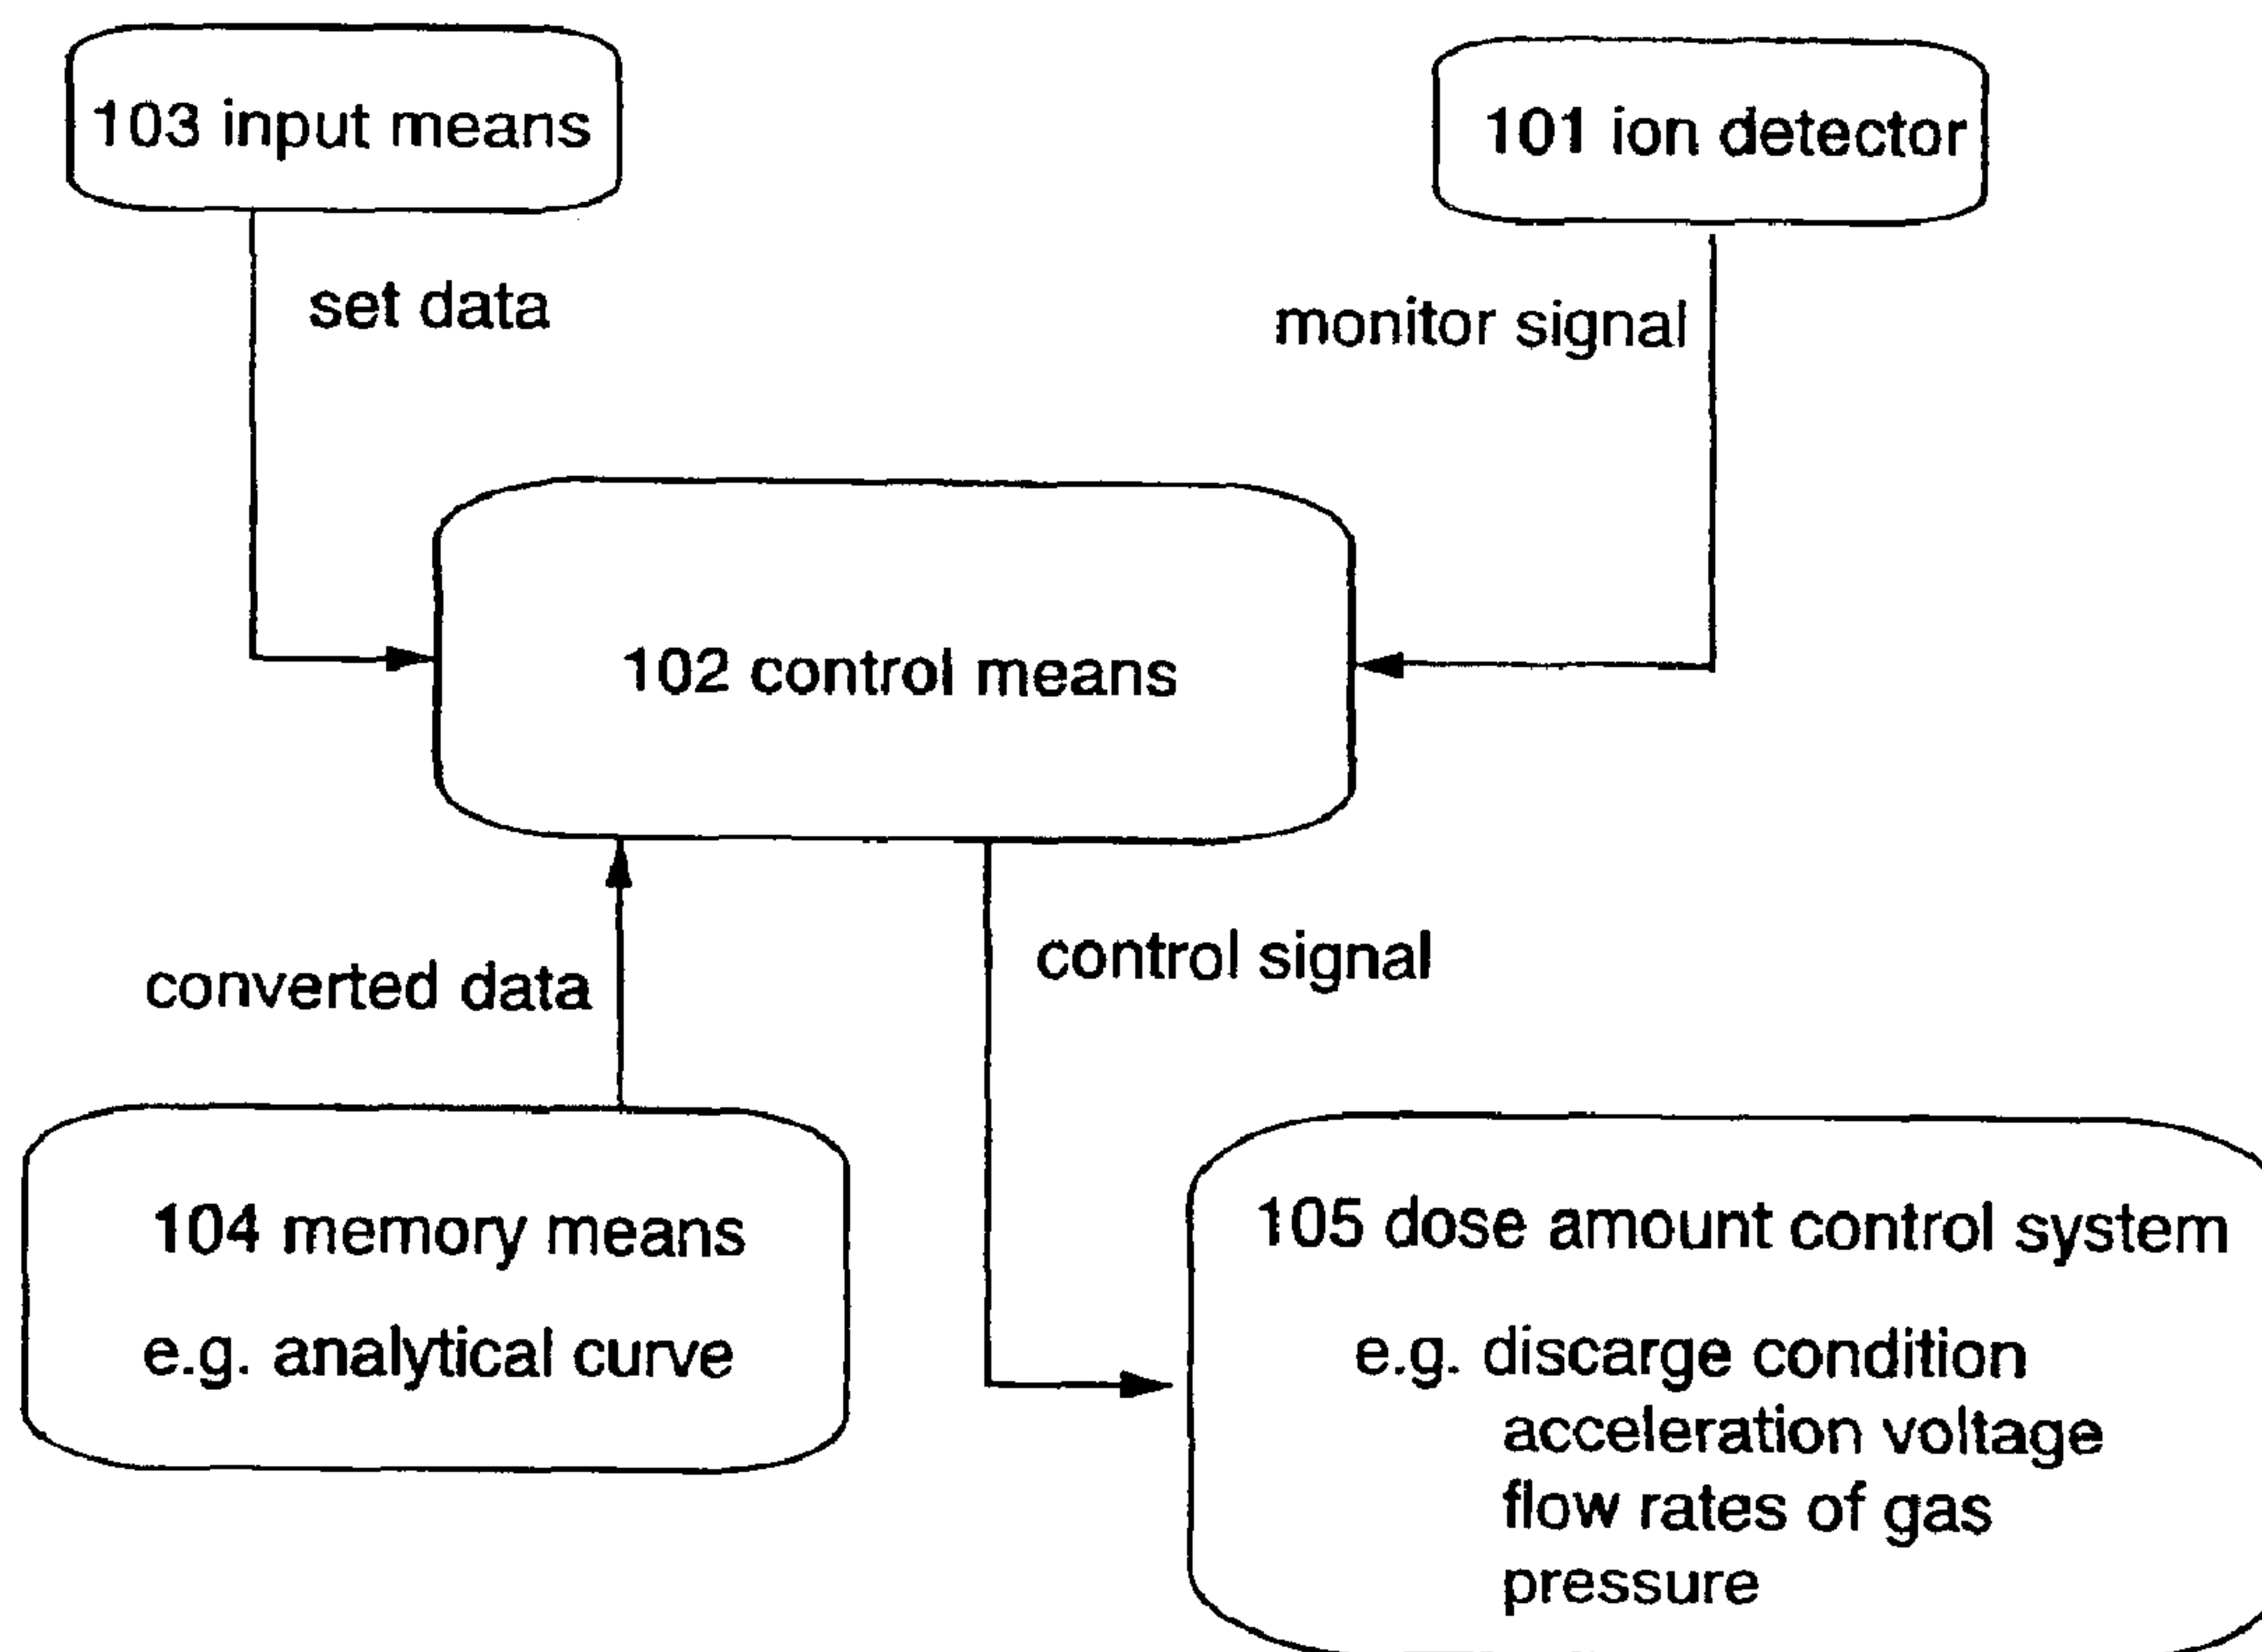 103 input means
101 ion detector
set data
monitor signal
102 control means
converted data
control signal
104 memory means
e.g. analytical curve
105 dose amount control system
e.g. discarge condition
acceleration voltage
flow rates of gas
pressure